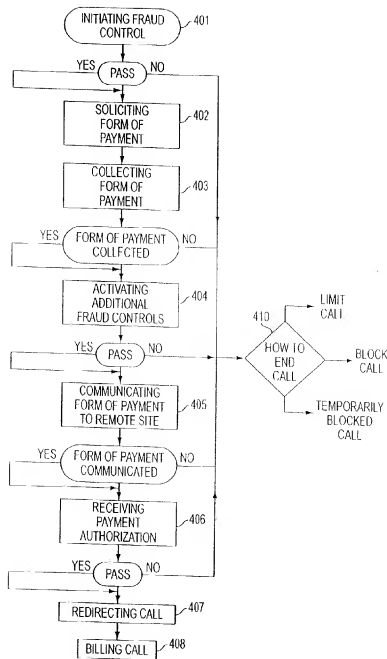 INITIATING FRAUD
CONTROL
401
YES
PASS
NO
SOLICITING
FORM OF
PAYMENT
402
COLLECTING
FORM OF
PAYMENT
403
YES
FORM OF PAYMENT
COLLECTED
NO
ACTIVATING
ADDITIONAL
FRAUD CONTROLS
404
YES
PASS
NO
410
HOW TO
END
CALL
LIMIT
CALL
BLOCK
CALL
TEMPORARILY
BLOCKED
CALL
COMMUNICATING
FORM OF PAYMENT
TO REMOTE SITE
405
YES
FORM OF PAYMENT
COMMUNICATED
NO
RECEIVING
PAYMENT
AUTHORIZATION
406
YES
PASS
NO
REDIRECTING CALL
407
BILLING CALL
408